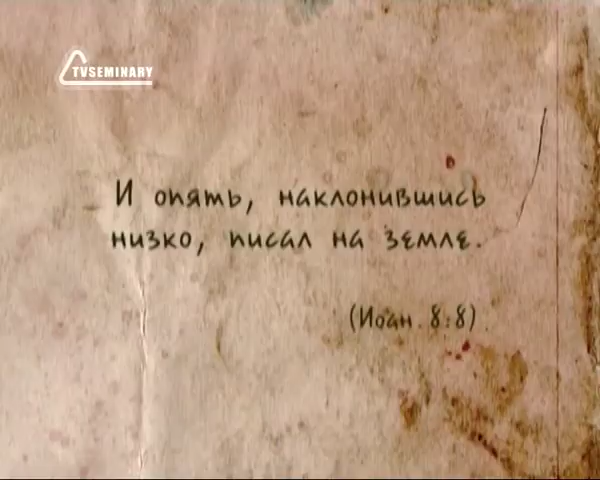 TVSEMINARY
И опять, наклонившись
низко, писал на земле.
(Иоан. 8:8)